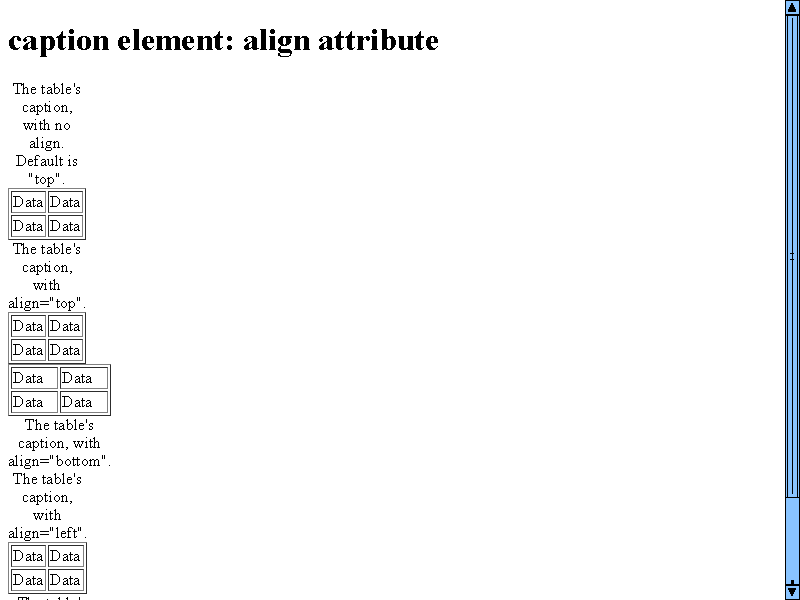 caption element: align attribute
The table's
caption,
with no
align.
Default is
"top".
Data Data
Data Data
The table's
caption,
with
align="top".
Data Data
Data Data
Data Data
Data Data
The table's
caption, with
align="bottom".
The table's
caption,
with
align="left".
Data Data
Data Data
The table's